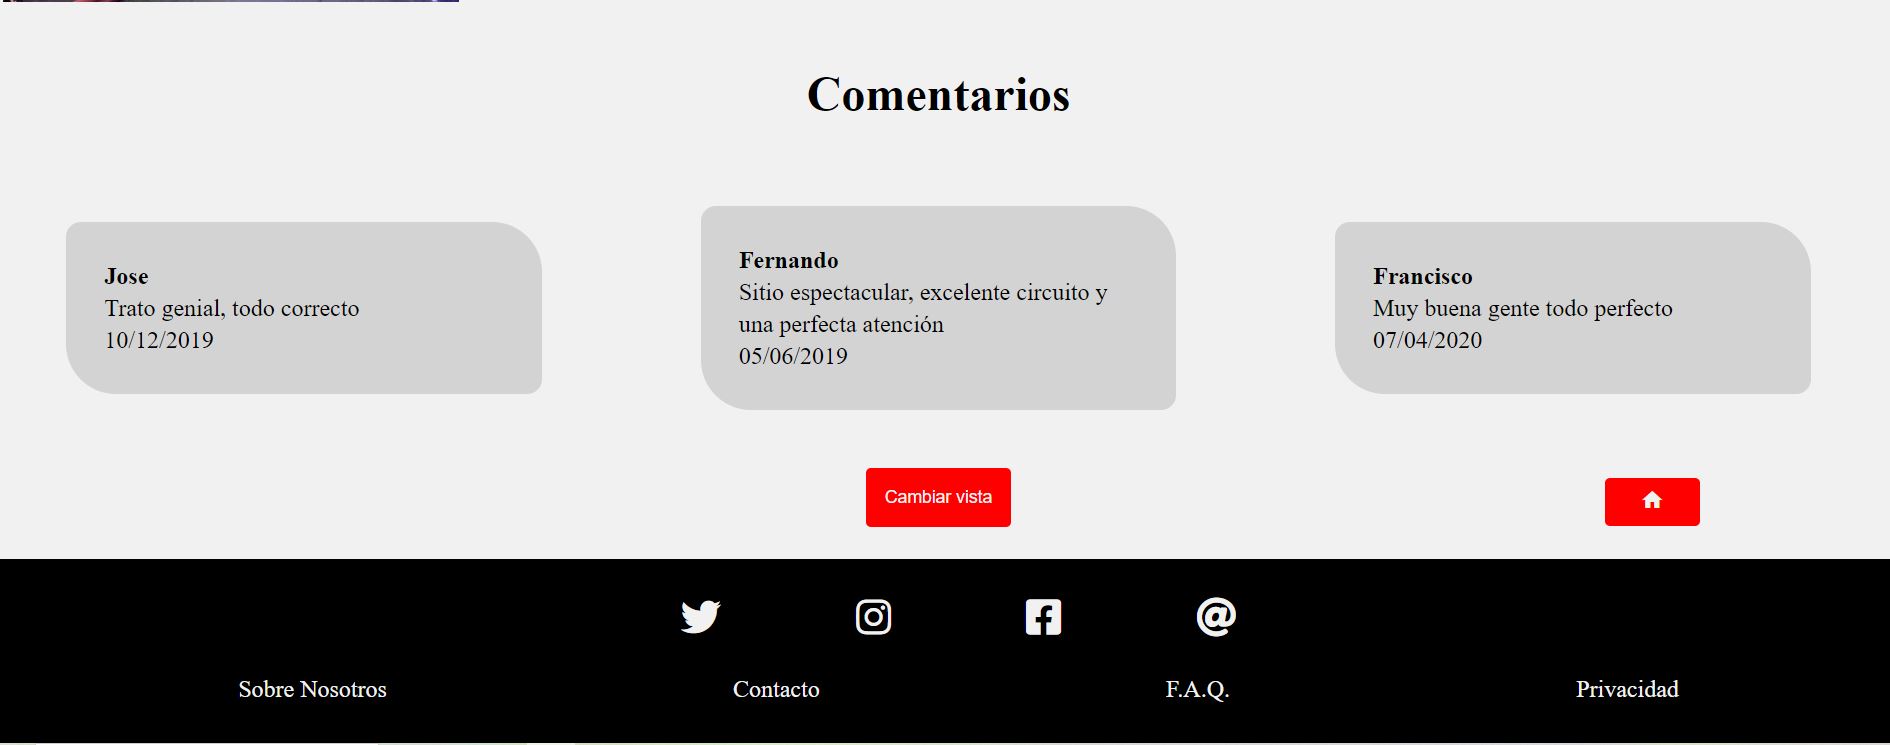 Comentarios
Jose
Trato genial, todo correcto
10/12/2019
Fernando
Sitio espectacular, excelente circuito y
una perfecta atención
05/06/2019
Francisco
Muy buena gente todo perfecto
07/04/2020
Cambiar vista
Sobre Nosotros
Contacto
F.A.Q.
Privacidad